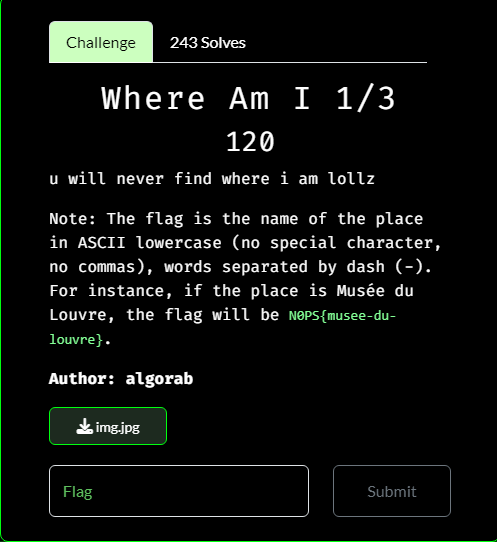 Challenge
243 Solves
Where Am I 1/3
120
u will never find where i am lollz
Note: The flag is the name of the place
in ASCII lowercase (no special character,
no commas), words separated by dash (-).
For instance, if the place is Musée du
Louvre, the flag will be N0PS{musee-du-
louvre}.
Author: algorab
img.jpg
Flag
Submit